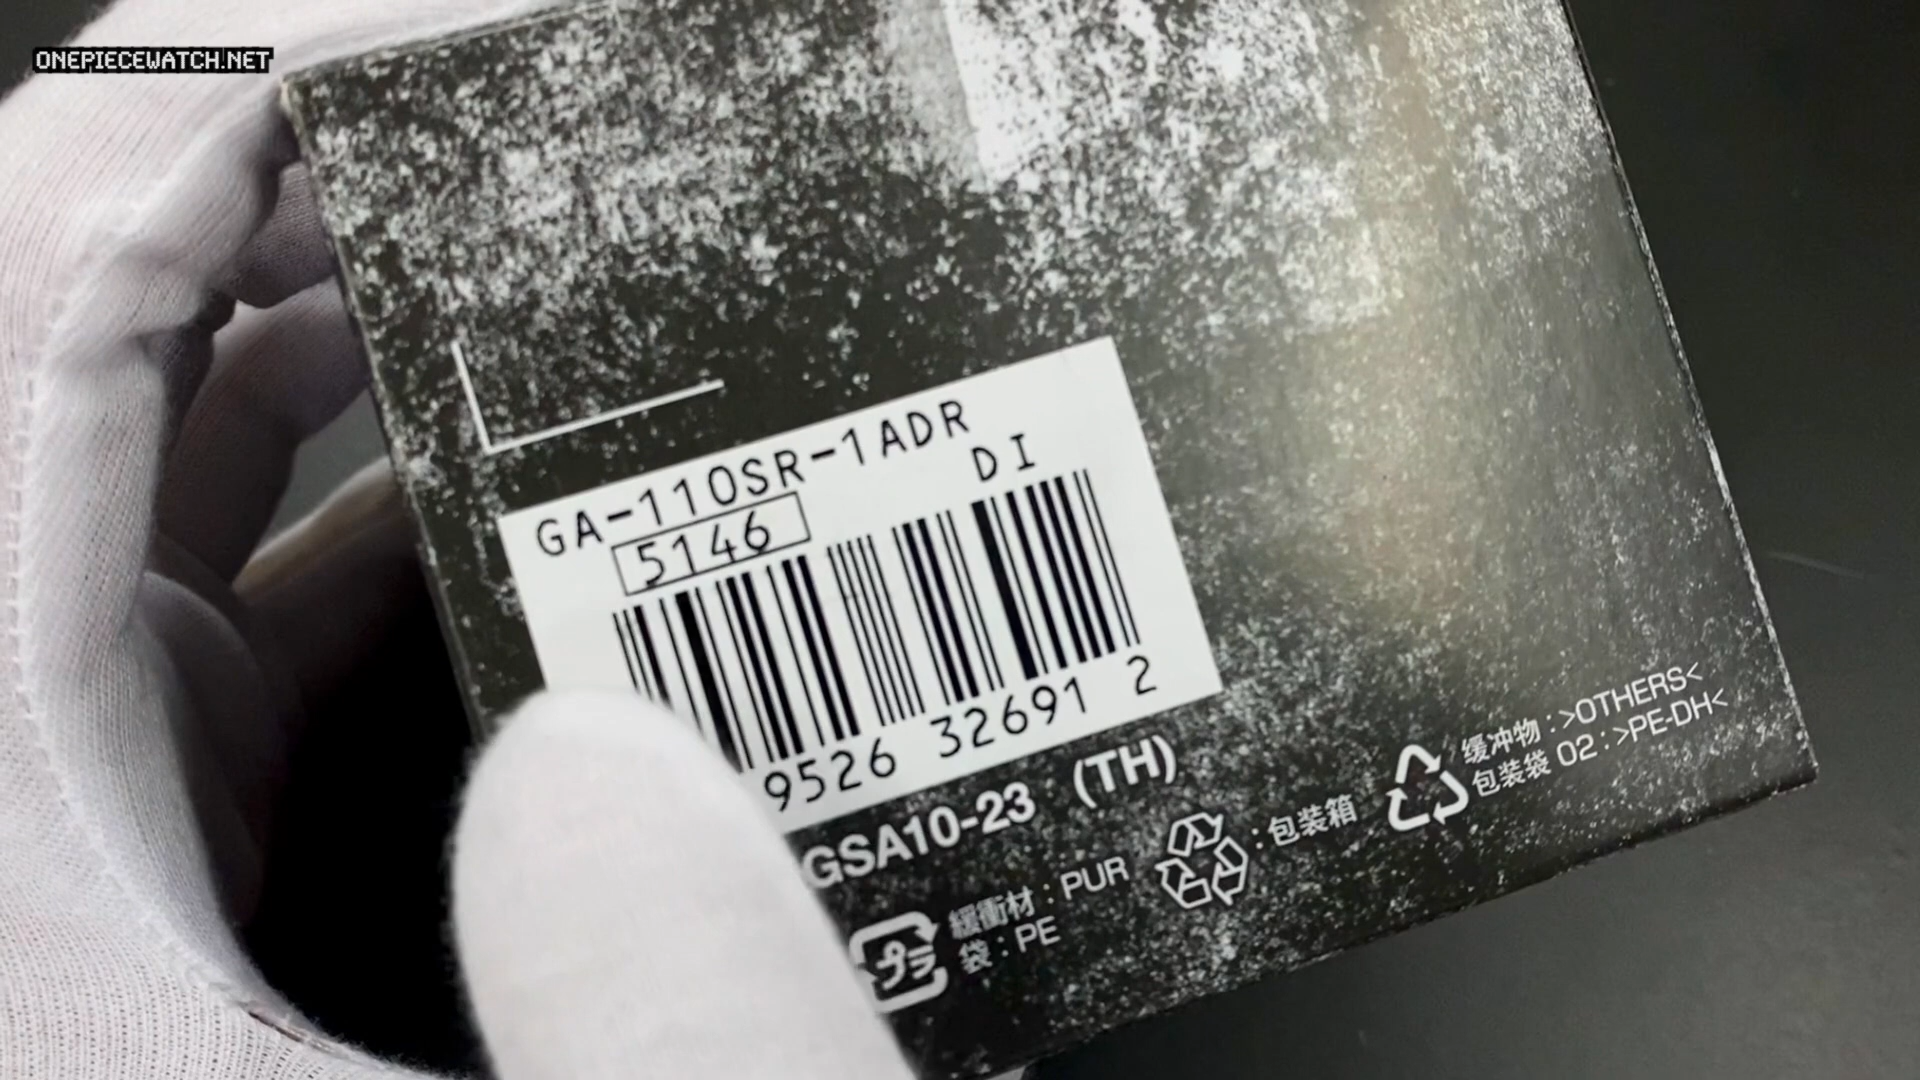 ONEPIECEWATCH.NET
GA-110SR-1ADR
DI
5146
9526 32691 2
GSA10-23 (TH)
プラ
緩衝材 : PUR
袋 : PE
: 包装箱
缓冲物 : >OTHERS<
包装袋 02 : >PE-DH<